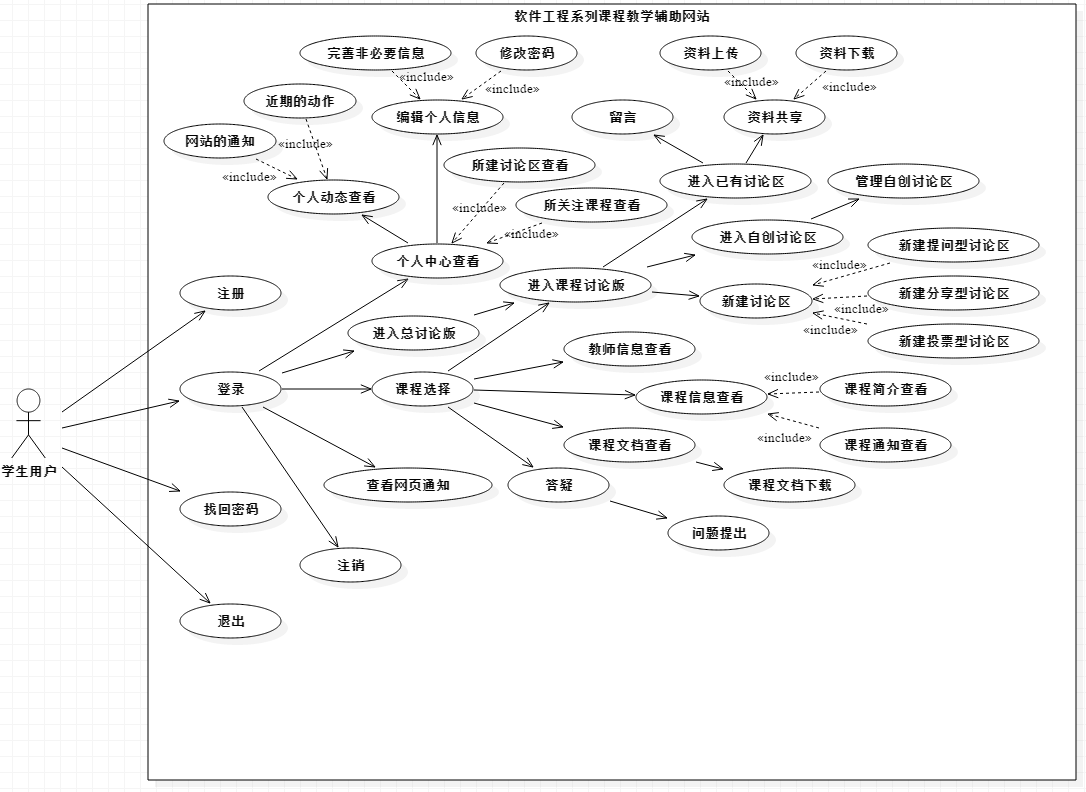 软件工程系列课程教学辅助网站
完善非必要信息
修改密码
资料上传
资料下载
«include»
«include»
«include»
«include»
近期的动作
编辑个人信息
留言
资料共享
网站的通知
«include»
«include»
所建讨论区查看
进入已有讨论区
管理自创讨论区
个人动态查看
«include»
所关注课程查看
«include»
进入自创讨论区
新建提问型讨论区
个人中心查看
«include»
进入课程讨论版
注册
新建讨论区
新建分享型讨论区
«include»
«include»
进入总讨论版
新建投票型讨论区
教师信息查看
«include»
登录
课程选择
课程信息查看
课程简介查看
«include»
课程文档查看
课程通知查看
学生用户
查看网页通知
答疑
课程文档下载
找回密码
问题提出
注销
退出